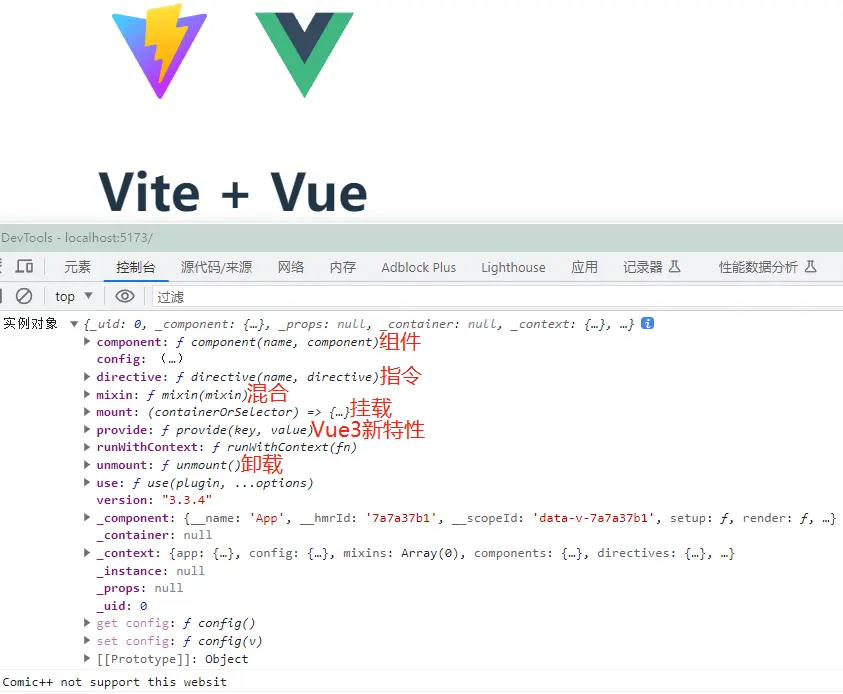 Vite + Vue
DevTools - localhost:5173/
元素 控制台 源代码/来源 网络 内存 Adblock Plus Lighthouse 应用 记录器 性能数据分析
top ▼ 过滤
实例对象 ▼ {_uid: 0, _component: {…}, _props: null, _container: null, _context: {…}, …} i
▶ component: ƒ component(name, component)组件
config: (…)
▶ directive: ƒ directive(name, directive)指令
▶ mixin: ƒ mixin(mixin)混合
▶ mount: (containerOrSelector) => {…}挂载
▶ provide: ƒ provide(key, value)Vue3新特性
▶ runWithContext: ƒ runWithContext(fn)
▶ unmount: ƒ unmount()卸载
▶ use: ƒ use(plugin, ...options)
version: "3.3.4"
▶ _component: {__name: 'App', __hmrId: '7a7a37b1', __scopeId: 'data-v-7a7a37b1', setup: ƒ, render: ƒ, …}
_container: null
▶ _context: {app: {…}, config: {…}, mixins: Array(0), components: {…}, directives: {…}, …}
_instance: null
_props: null
_uid: 0
▶ get config: ƒ config()
▶ set config: ƒ config(v)
▶ [[Prototype]]: Object
Comic++ not support this websit